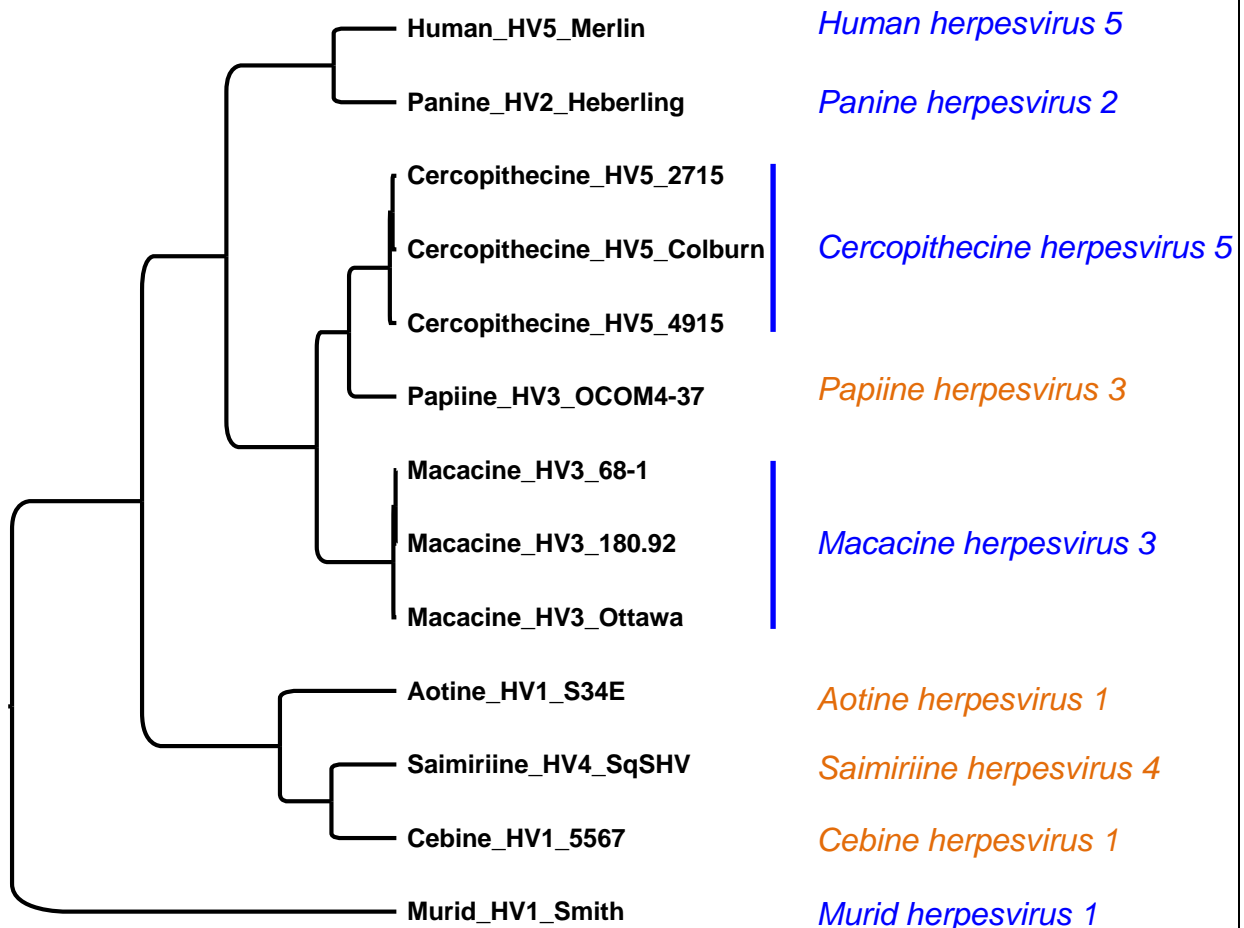 Human_HV5_Merlin Human herpesvirus 5
Panine_HV2_Heberling Panine herpesvirus 2
Cercopithecine_HV5_2715
Cercopithecine_HV5_Colburn Cercopithecine herpesvirus 5
Cercopithecine_HV5_4915
Papiine_HV3_OCOM4-37 Papiine herpesvirus 3
Macacine_HV3_68-1
Macacine_HV3_180.92 Macacine herpesvirus 3
Macacine_HV3_Ottawa
Aotine_HV1_S34E Aotine herpesvirus 1
Saimiriine_HV4_SqSHV Saimiriine herpesvirus 4
Cebine_HV1_5567 Cebine herpesvirus 1
Murid_HV1_Smith Murid herpesvirus 1